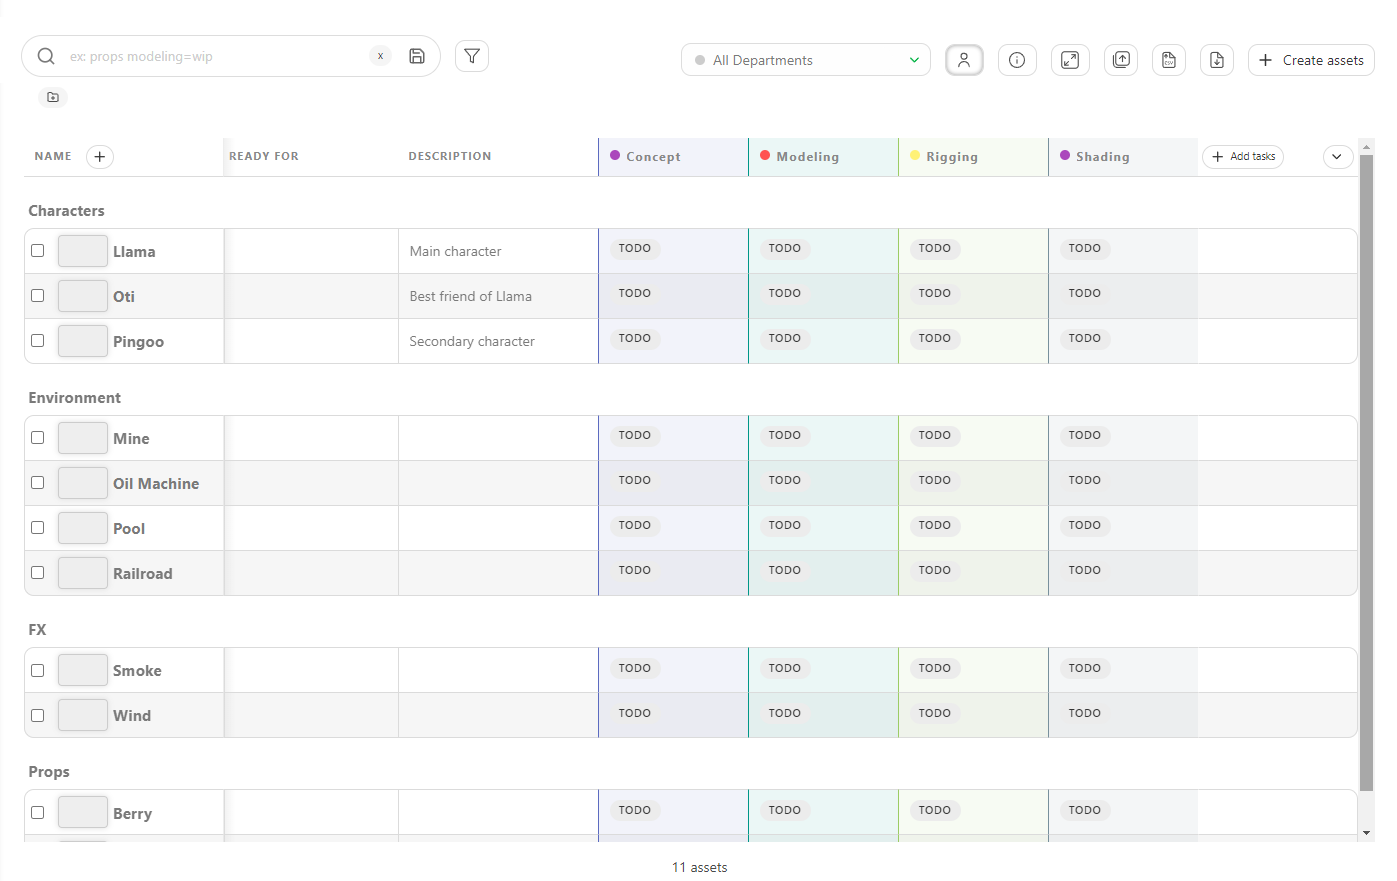 ex: props modeling=wip x All Departments CSV Create assets
NAME READY FOR DESCRIPTION Concept Modeling Rigging Shading Add tasks
Characters
Llama Main character TODO TODO TODO TODO
Oti Best friend of Llama TODO TODO TODO TODO
Pingoo Secondary character TODO TODO TODO TODO
Environment
Mine TODO TODO TODO TODO
Oil Machine TODO TODO TODO TODO
Pool TODO TODO TODO TODO
Railroad TODO TODO TODO TODO
FX
Smoke TODO TODO TODO TODO
Wind TODO TODO TODO TODO
Props
Berry TODO TODO TODO TODO
11 assets